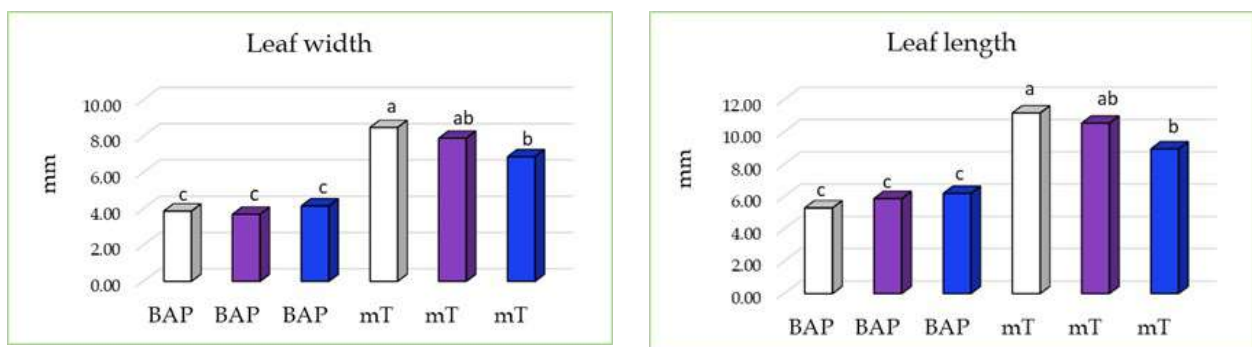 Leaf width
mm
10.00
8.00
6.00
4.00
2.00
0.00
c
c
c
a
ab
b
BAP BAP BAP mT mT mT
Leaf length
mm
12.00
10.00
8.00
6.00
4.00
2.00
0.00
c
c
c
a
ab
b
BAP BAP BAP mT mT mT